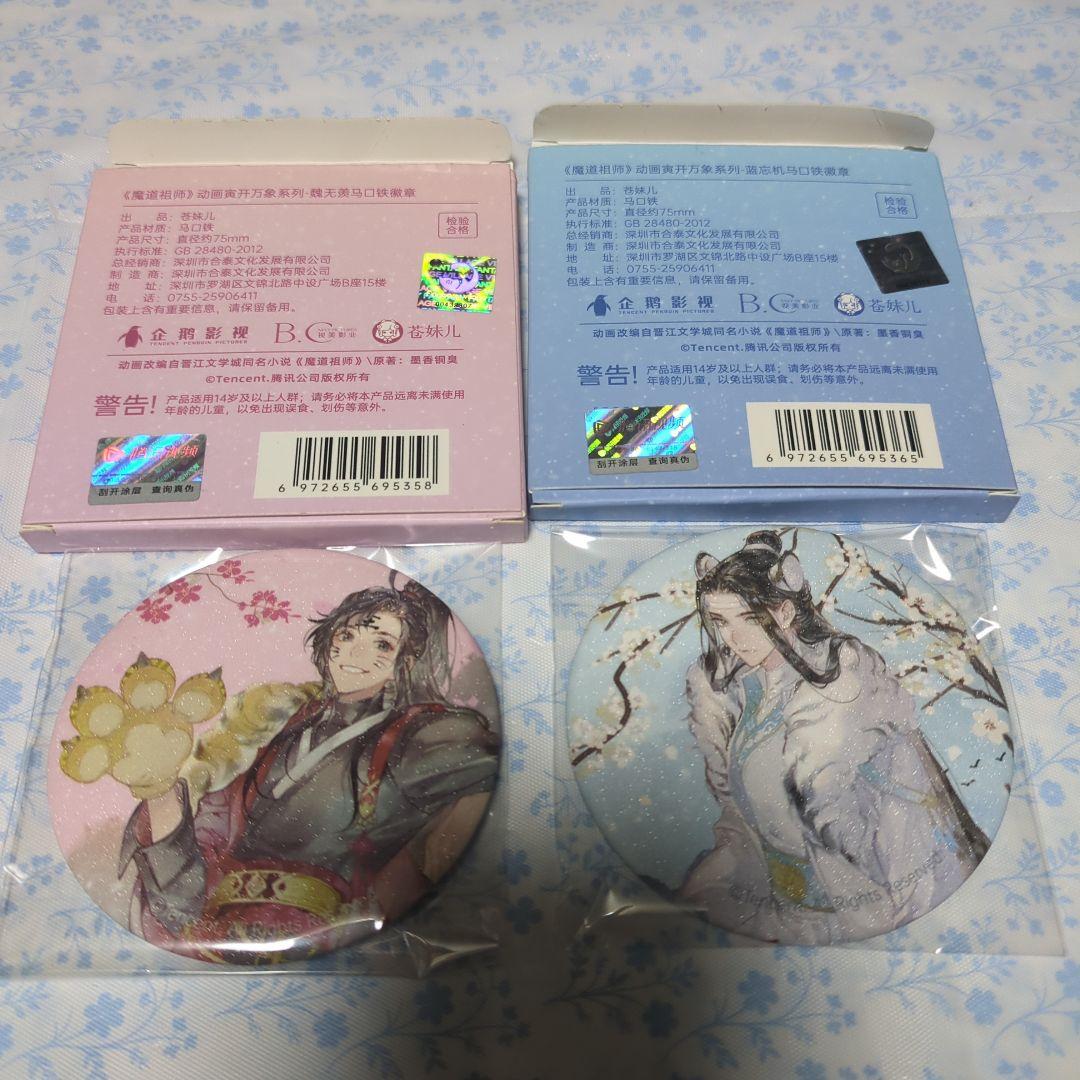 《魔道祖师》动画寅开万象系列-魏无羡马口铁徽章
出 品：苍妹儿
产品材质：马口铁
产品尺寸：直径约75mm
执行标准：GB 28480-2012
总经销商：深圳市合泰文化发展有限公司
制 造 商：深圳市合泰文化发展有限公司
地 址：深圳市罗湖区文锦北路中设广场B座15楼
电 话：0755-25906411
包装上含有重要信息，请保留备用。
检验
合格
00438807
企鹅影视
TENCENT PENGUIN PICTURES
B.C
视美影业
苍妹儿
动画改编自晋江文学城同名小说《魔道祖师》\原著：墨香铜臭
©Tencent.腾讯公司版权所有
警告!
产品适用14岁及以上人群；请务必将本产品远离未满使用
年龄的儿童，以免出现误食、划伤等意外。
腾讯视频
刮开涂层 查询真伪
6 972655 695358
《魔道祖师》动画寅开万象系列-蓝忘机马口铁徽章
出 品：苍妹儿
产品材质：马口铁
产品尺寸：直径约75mm
执行标准：GB 28480-2012
总经销商：深圳市合泰文化发展有限公司
制 造 商：深圳市合泰文化发展有限公司
地 址：深圳市罗湖区文锦北路中设广场B座15楼
电 话：0755-25906411
包装上含有重要信息，请保留备用。
检验
合格
企鹅影视
TENCENT PENGUIN PICTURES
B.C
视美影业
苍妹儿
动画改编自晋江文学城同名小说《魔道祖师》\原著：墨香铜臭
©Tencent.腾讯公司版权所有
警告!
产品适用14岁及以上人群；请务必将本产品远离未满使用
年龄的儿童，以免出现误食、划伤等意外。
视频
刮开涂层 查询真伪
6 972655 695365
©Tencent All Rights
©Tencent All Rights Reserved